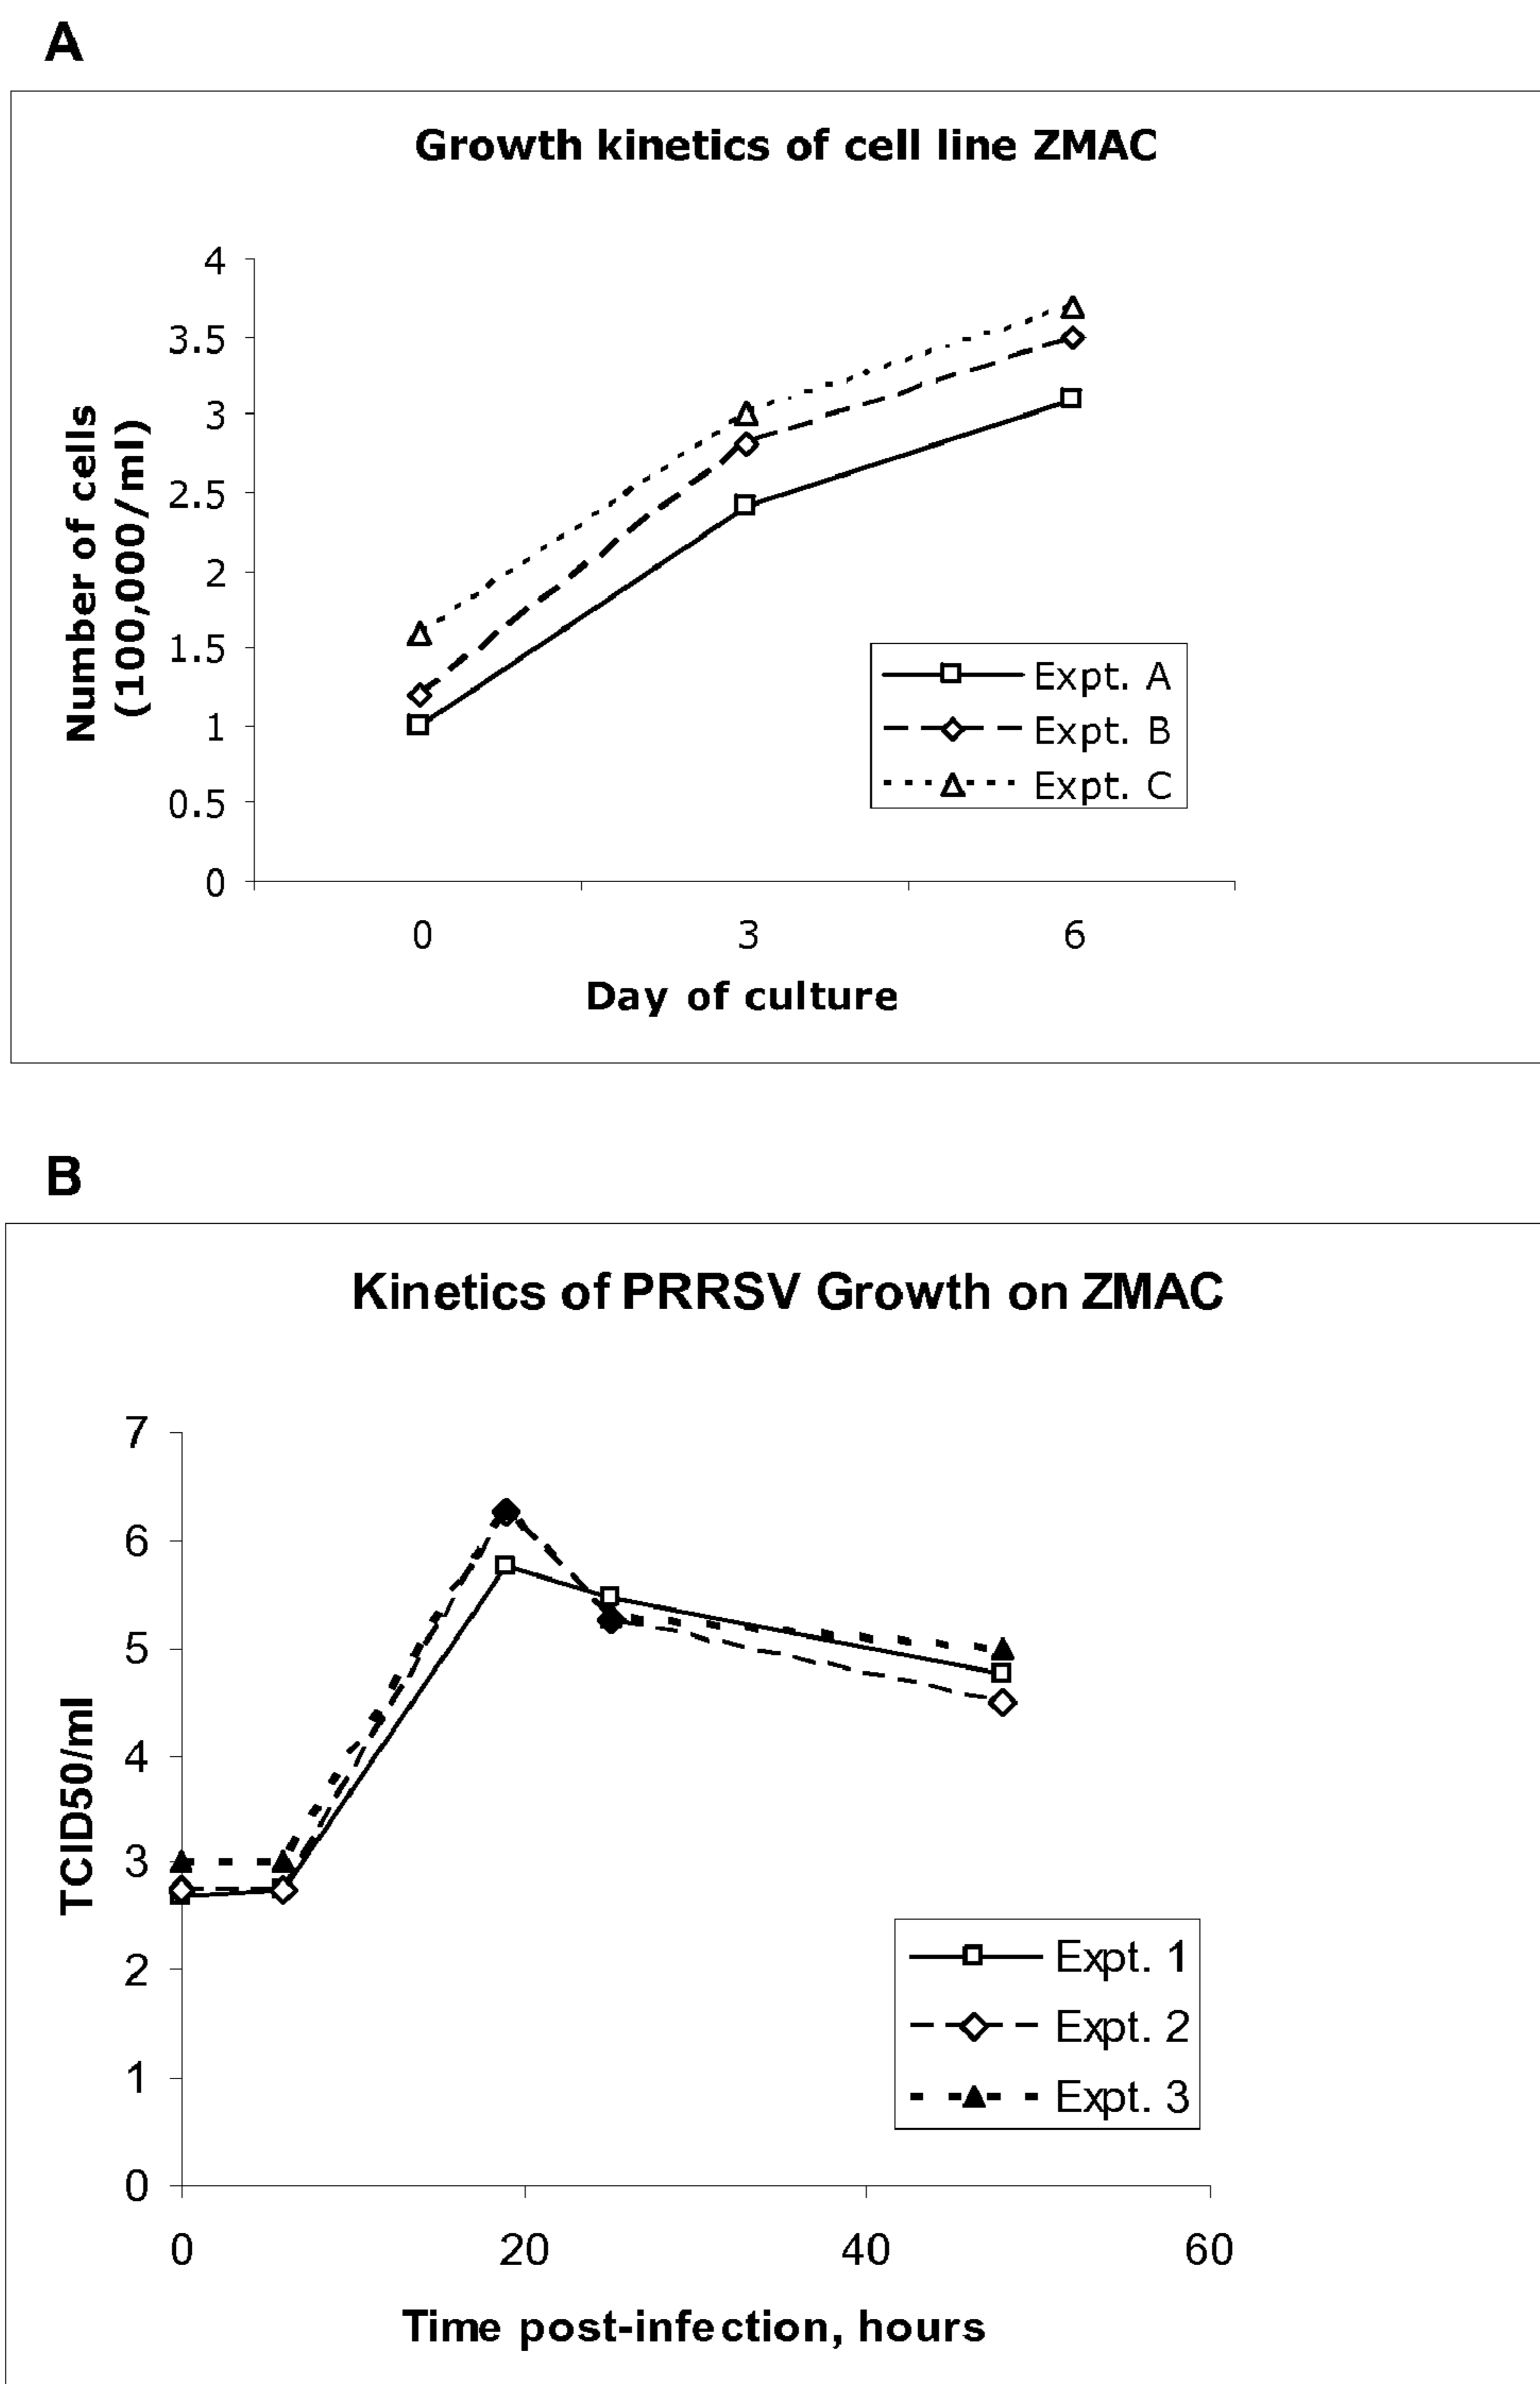 A
Growth kinetics of cell line ZMAC
Number of cells
(100,000/ml)
4
3.5
3
2.5
2
1.5
1
0.5
0
0 3 6
Day of culture
Expt. A
Expt. B
Expt. C
B
Kinetics of PRRSV Growth on ZMAC
TCID50/ml
7
6
5
4
3
2
1
0
0 20 40 60
Time post-infection, hours
Expt. 1
Expt. 2
Expt. 3